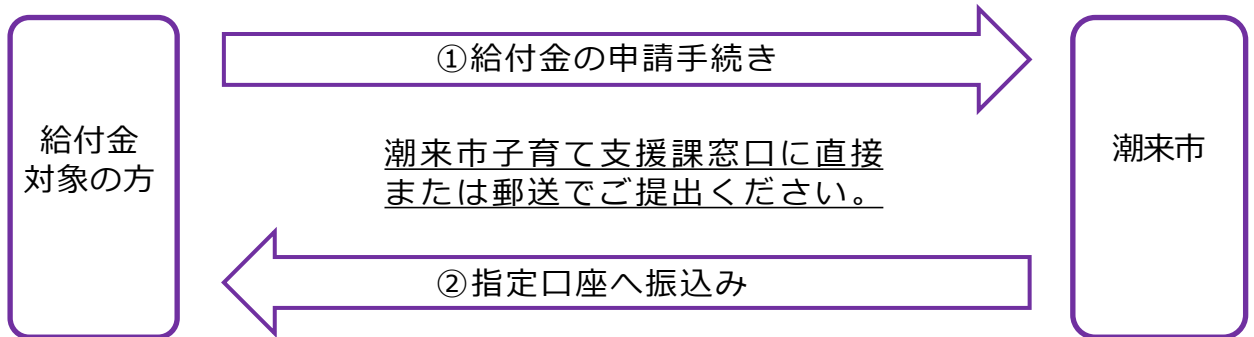 ①給付金の申請手続き
給付金
対象の方
潮来市子育て支援課窓口に直接
または郵送でご提出ください。
潮来市
②指定口座へ振込み